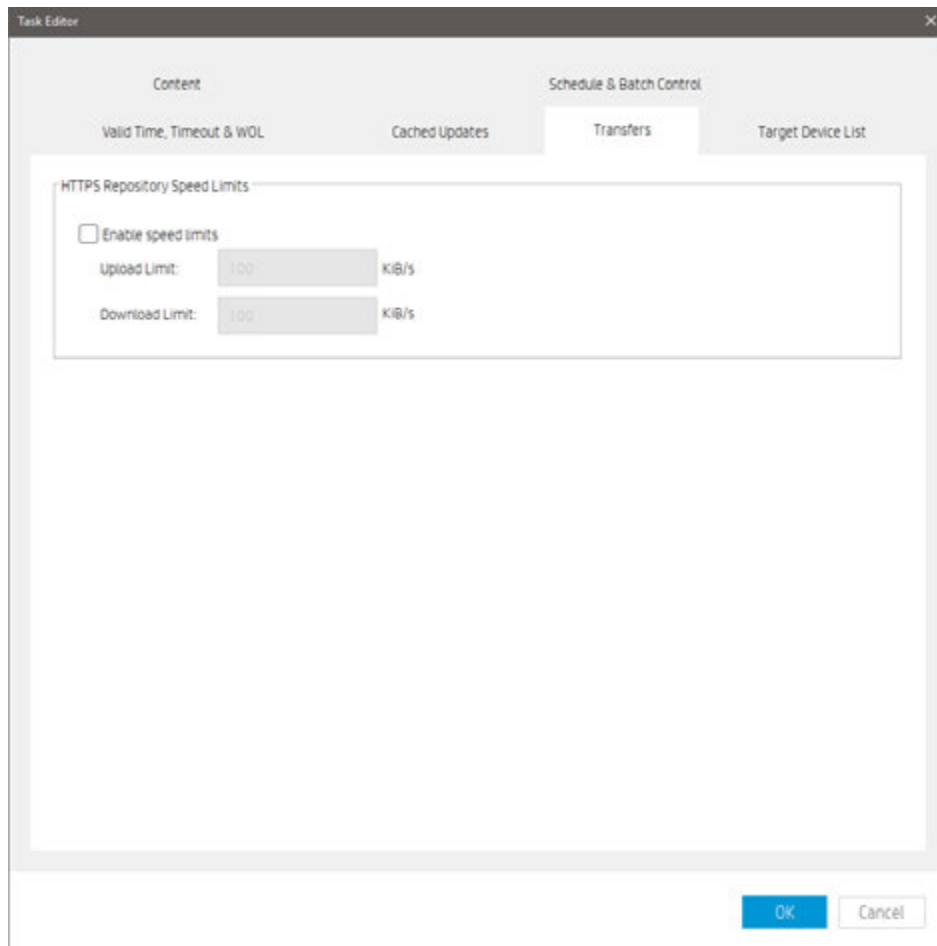 Task Editor
Content
Schedule & Batch Control
Valid Time, Timeout & WOL
Cached Updates
Transfers
Target Device List
HTTPS Repository Speed Limits
Enable speed limits
Upload Limit: 100 KiB/s
Download Limit: 100 KiB/s
OK
Cancel